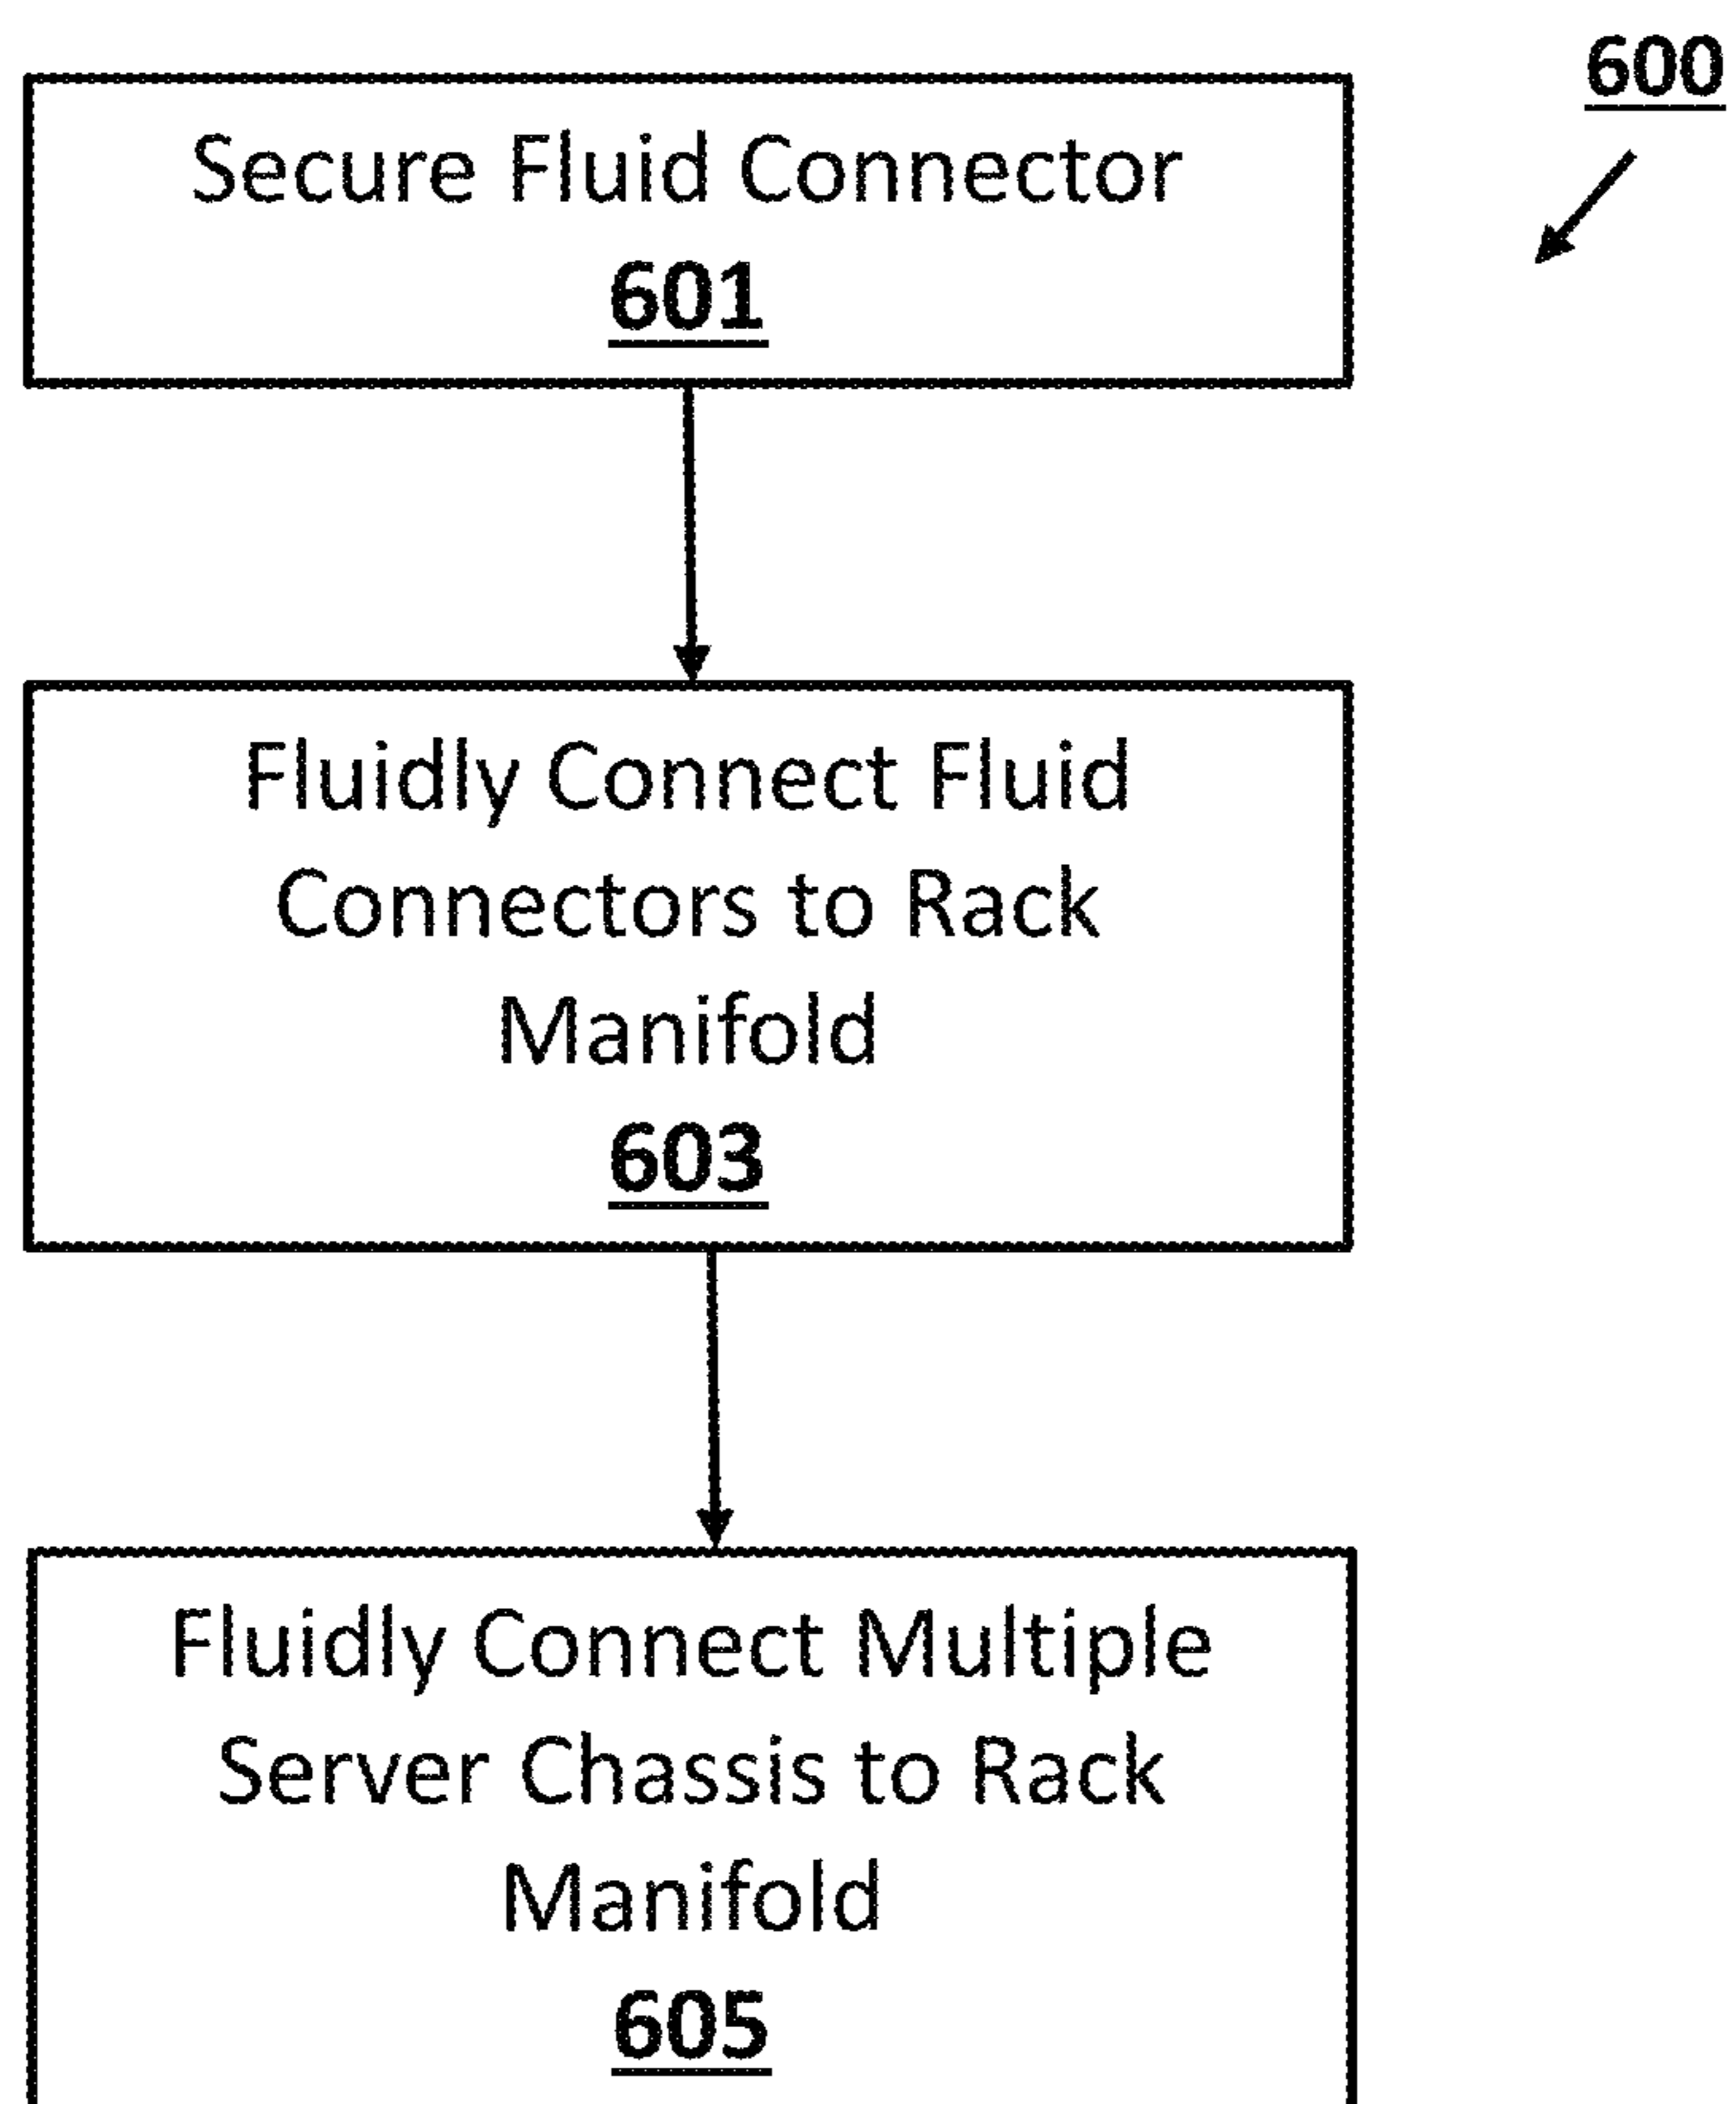 600
Secure Fluid Connector
601
Fluidly Connect Fluid
Connectors to Rack
Manifold
603
Fluidly Connect Multiple
Server Chassis to Rack
Manifold
605